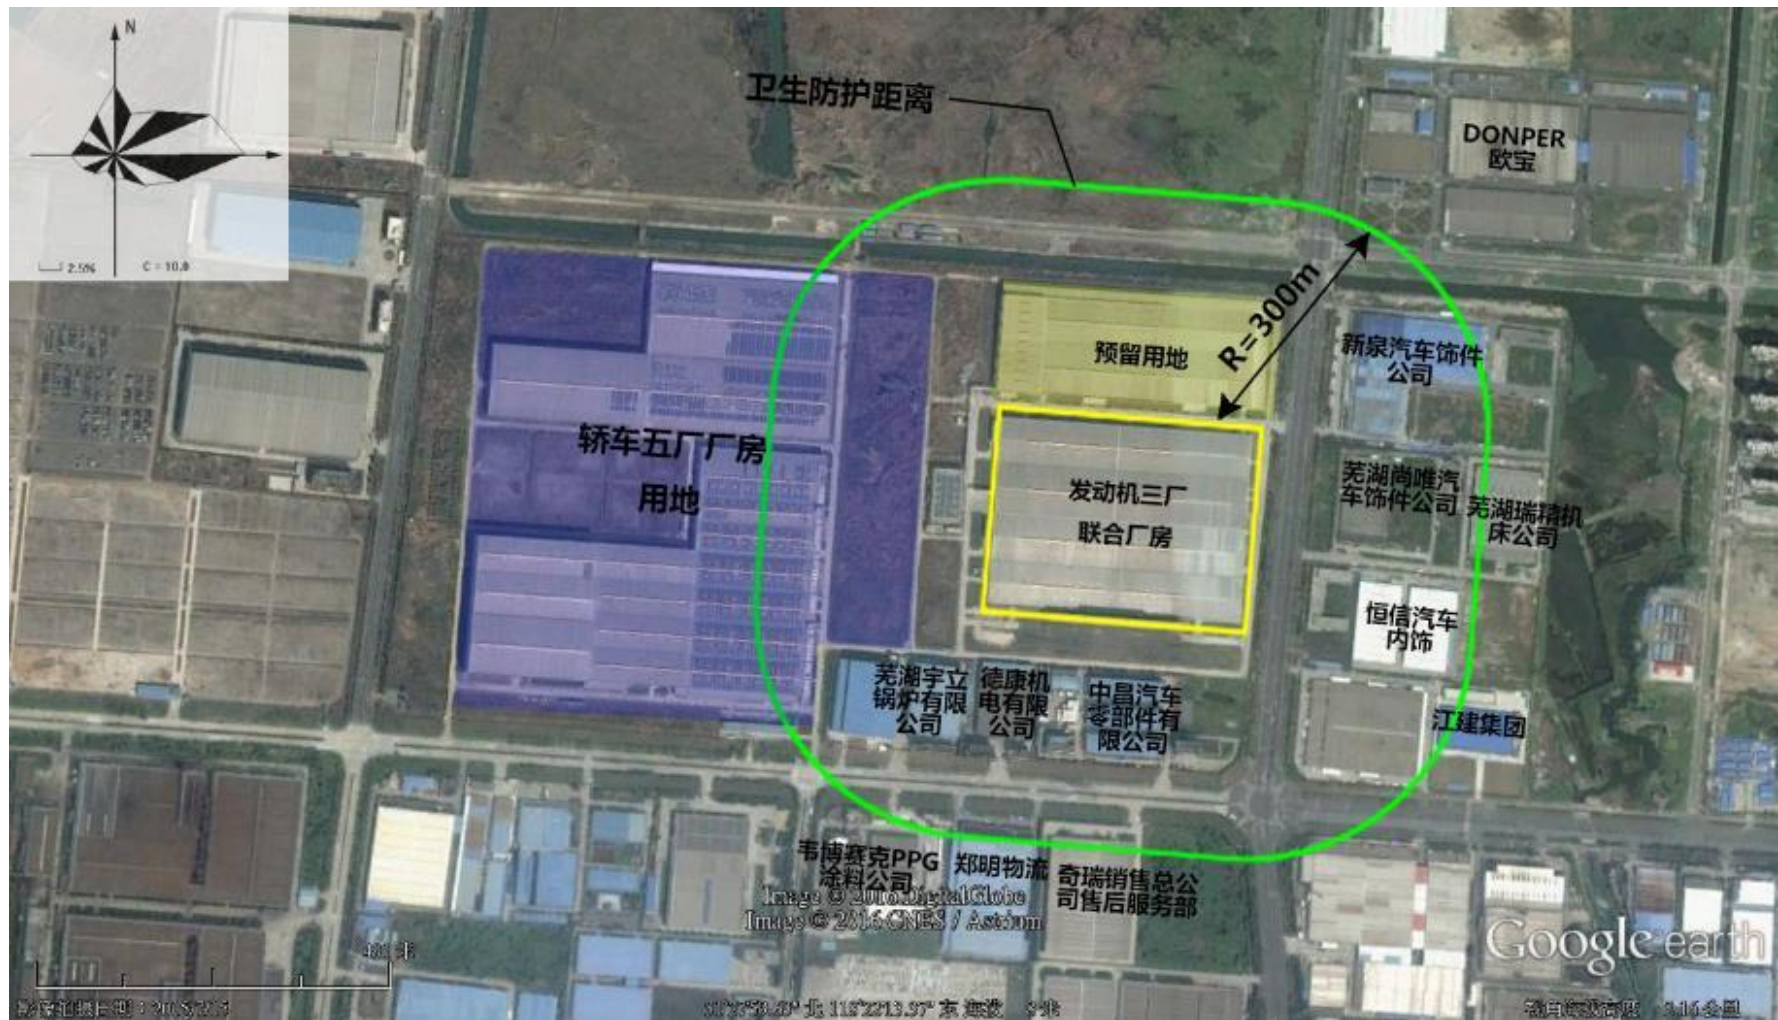 N
2.5%
C = 10.8
卫生防护距离
DONPER
欧宝
R=300m
预留用地
新泉汽车饰件
公司
轿车五厂厂房
用地
发动机三厂
联合厂房
芜湖尚唯汽
车饰件公司
芜湖瑞精机
床公司
恒信汽车
内饰
芜湖宇立
锅炉有限
公司
德康机
电有限
公司
中昌汽车
零部件有
限公司
江建集团
韦博赛克PPG
涂料公司
郑明物流
奇瑞销售总公
司售后服务部
Image © 2016 DigitalGlobe
Image © 2016 CNES / Astrium
Google earth